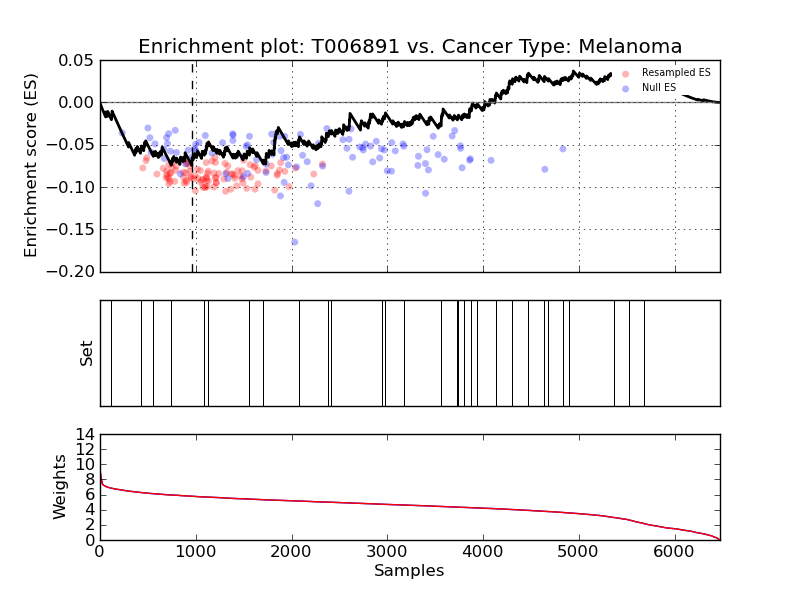 Enrichment plot: T006891 vs. Cancer Type: Melanoma
Enrichment score (ES)
0.05
0.00
−0.05
−0.10
−0.15
−0.20
Resampled ES
Null ES
Set
Weights
14
12
10
8
6
4
2
0
0 1000 2000 3000 4000 5000 6000
Samples